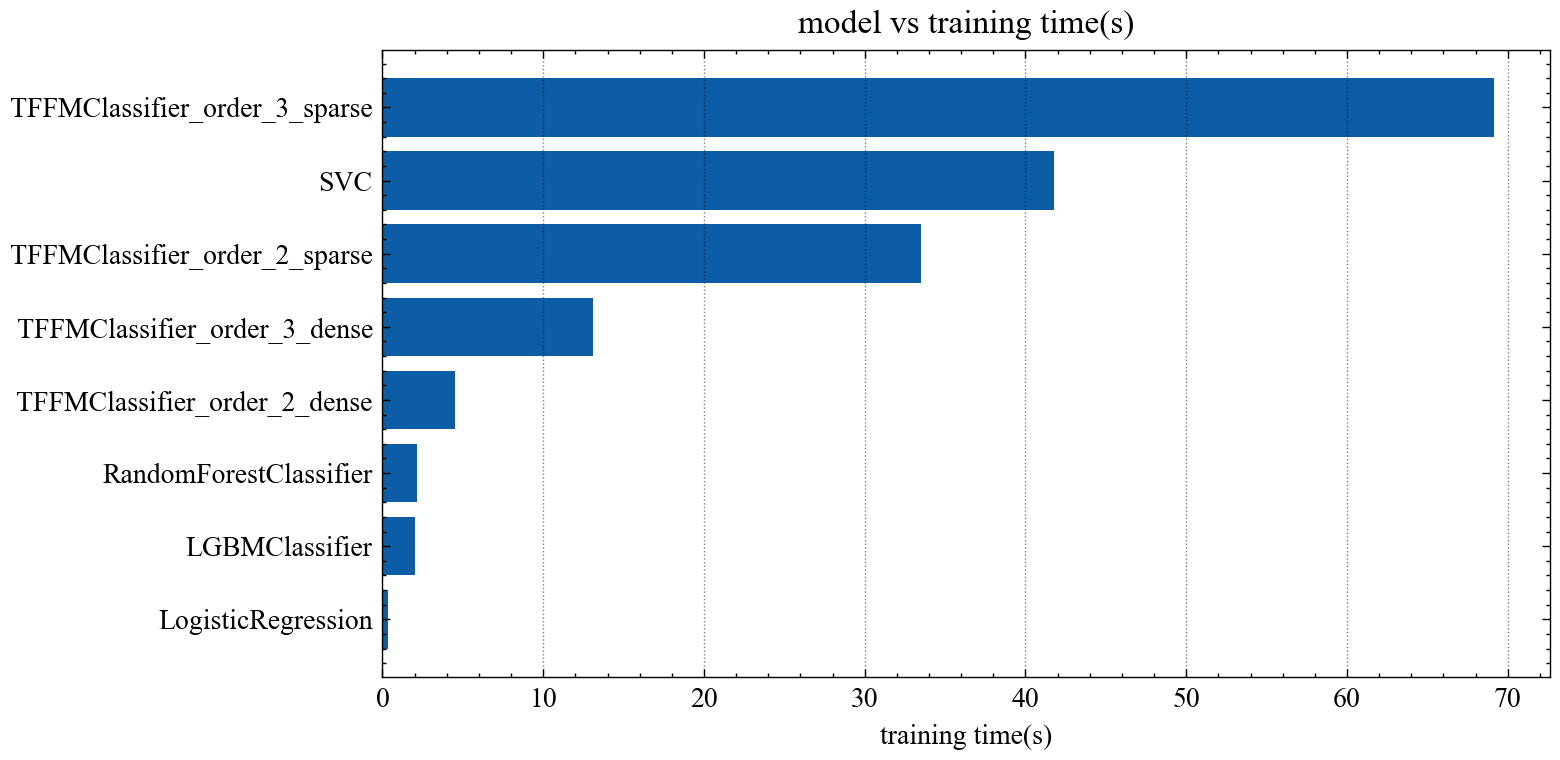 model vs training time(s)
TFFMClassifier_order_3_sparse
SVC
TFFMClassifier_order_2_sparse
TFFMClassifier_order_3_dense
TFFMClassifier_order_2_dense
RandomForestClassifier
LGBMClassifier
LogisticRegression
0 10 20 30 40 50 60 70
training time(s)